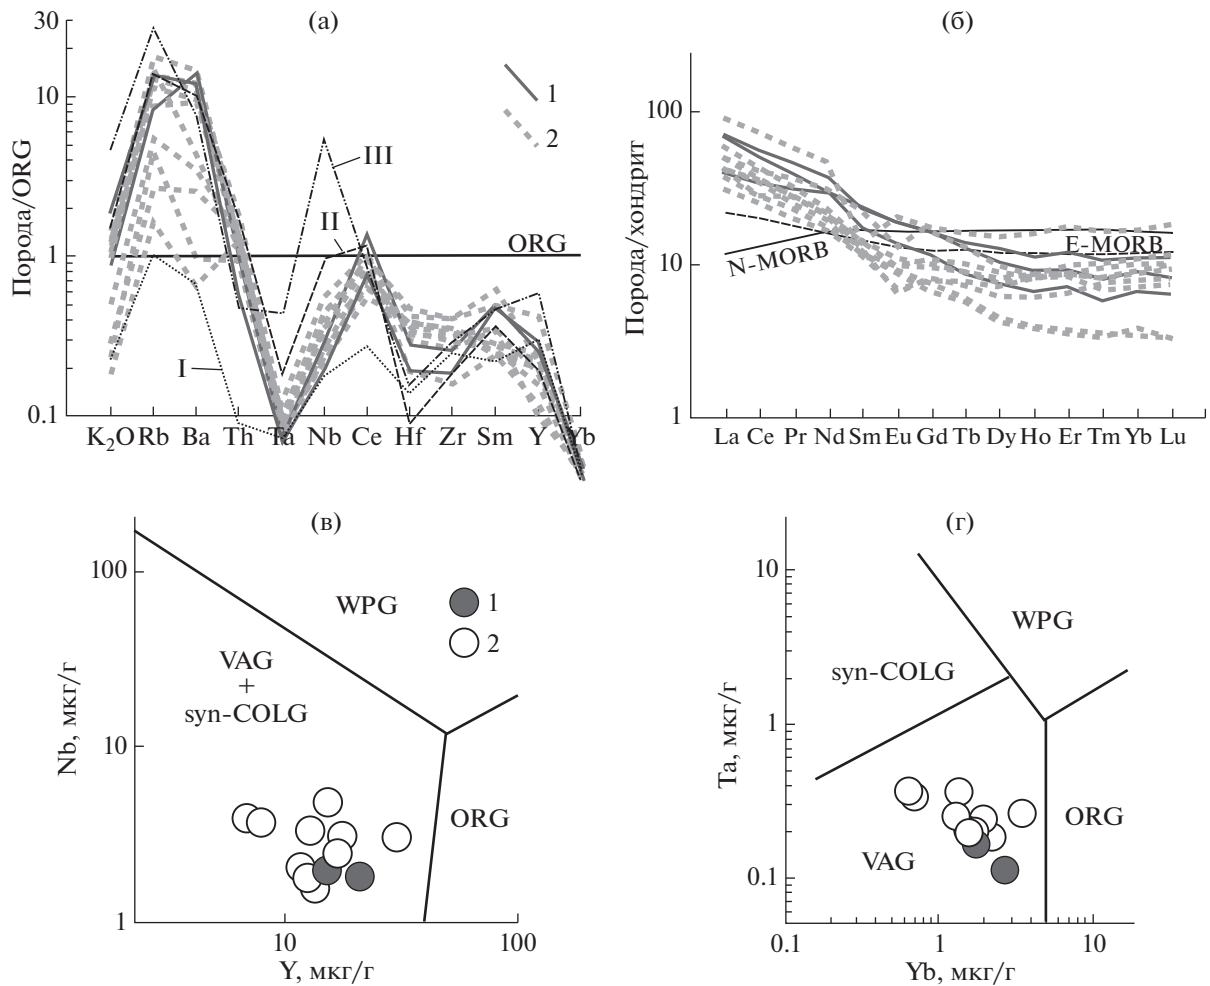 (а)
30
10
1
0.1
Порода/ORG
1
2
III
II
ORG
I
K2O Rb Ba Th Ta Nb Ce Hf Zr Sm Y Yb
(б)
100
10
1
Порода/хондрит
N-MORB
E-MORB
La Ce Pr Nd Sm Eu Gd Tb Dy Ho Er Tm Yb Lu
(в)
100
10
1
Nb, мкг/г
WPG
1
2
VAG
+
syn-COLG
ORG
10 100
Y, мкг/г
(г)
10
1
0.1
Ta, мкг/г
WPG
syn-COLG
ORG
VAG
0.1 1 10
Yb, мкг/г